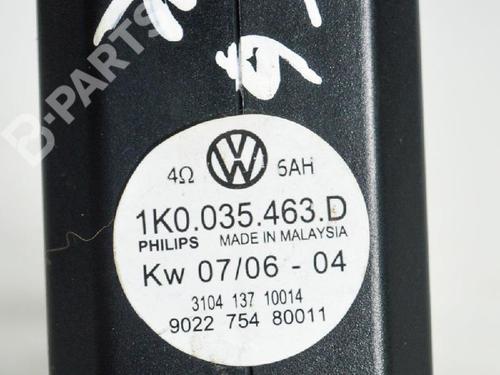 B-PARTS
4Ω VW 5AH
1K0.035.463.D
PHILIPS MADE IN MALAYSIA
Kw 07/06 - 04
3104 137 10014
9022 754 80011